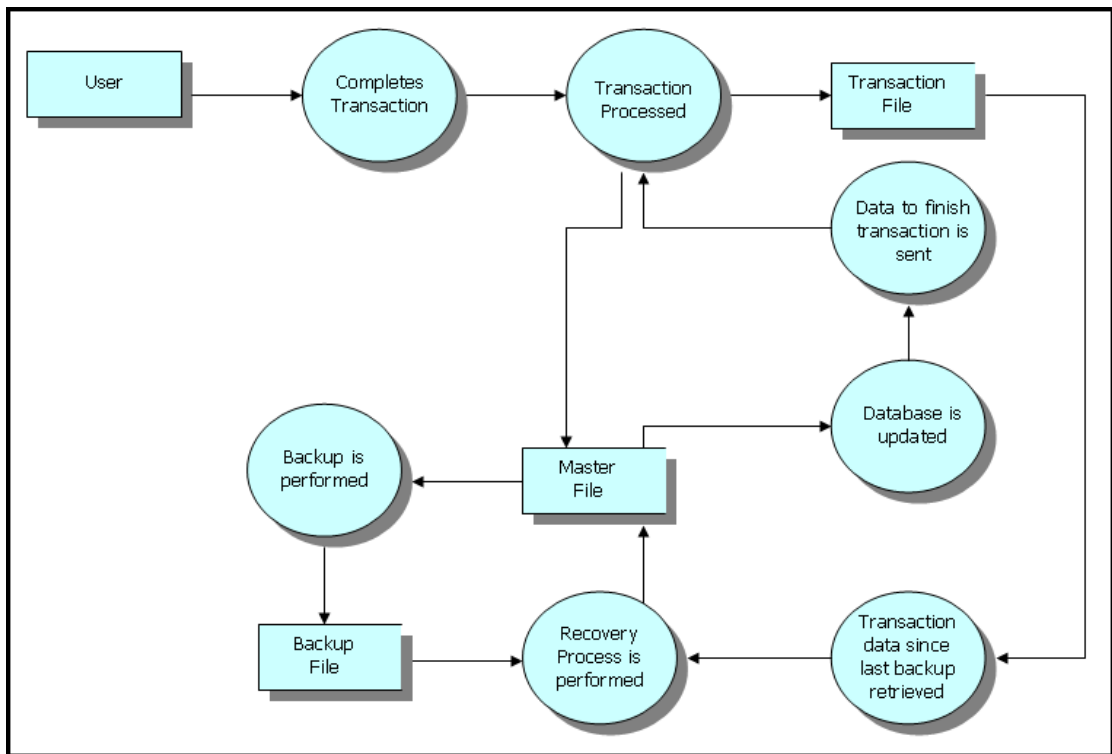 User
Completes
Transaction
Transaction
Processed
Transaction
File
Data to finish
transaction is
sent
Database is
updated
Master
File
Backup is
performed
Backup
File
Recovery
Process is
performed
Transaction
data since
last backup
retrieved